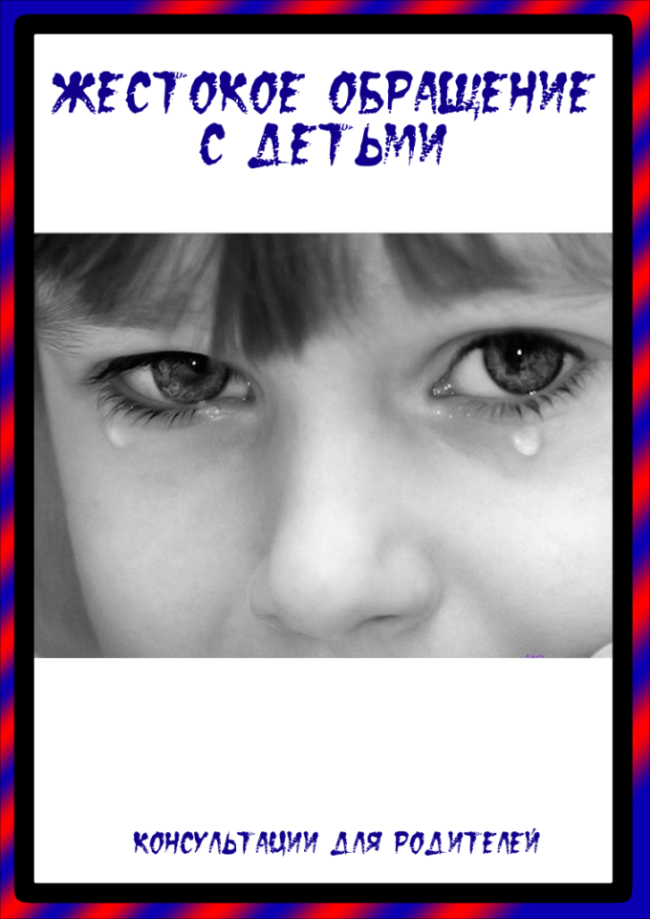 ЖЕСТОКОЕ ОБРАЩЕНИЕ
С ДЕТЬМИ
КОНСУЛЬТАЦИИ ДЛЯ РОДИТЕЛЕЙ